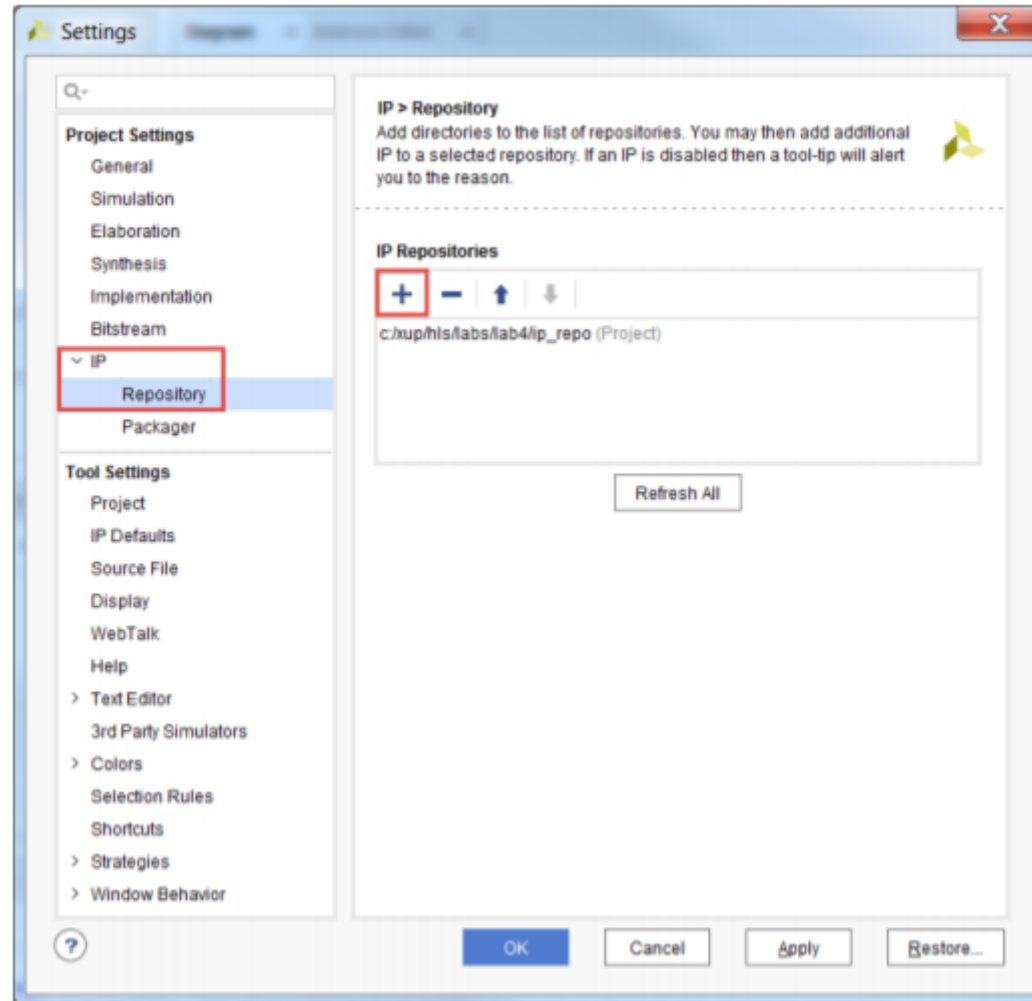 Settings
Diagram
Project Settings
General
Simulation
Elaboration
Synthesis
Implementation
Bitstream
IP
Repository
Packager
Tool Settings
Project
IP Defaults
Source File
Display
WebTalk
Help
Text Editor
3rd Party Simulators
Colors
Selection Rules
Shortcuts
Strategies
Window Behavior
IP > Repository
Add directories to the list of repositories. You may then add additional
IP to a selected repository. If an IP is disabled then a tool-tip will alert
you to the reason.
IP Repositories
c:/xup/hls/labs/lab4/ip_repo (Project)
Refresh All
?
OK
Cancel
Apply
Restore...